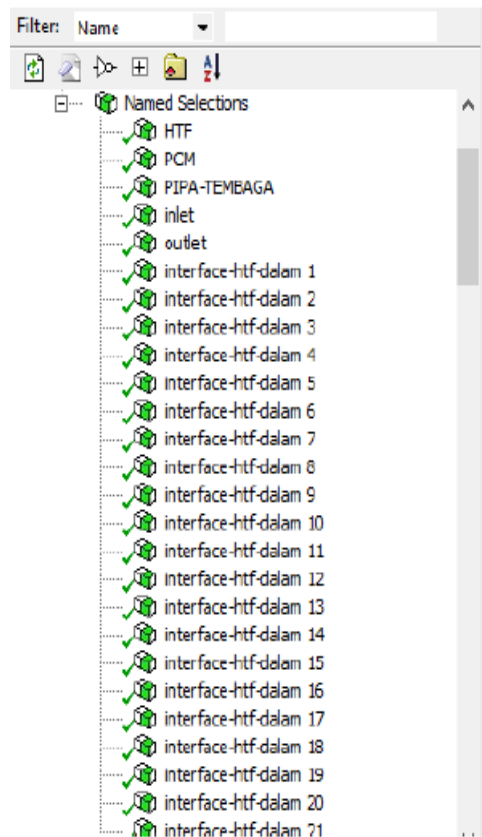 Filter: Name
Named Selections
HTF
PCM
PIPA-TEMBAGA
inlet
outlet
interface-htf-dalam 1
interface-htf-dalam 2
interface-htf-dalam 3
interface-htf-dalam 4
interface-htf-dalam 5
interface-htf-dalam 6
interface-htf-dalam 7
interface-htf-dalam 8
interface-htf-dalam 9
interface-htf-dalam 10
interface-htf-dalam 11
interface-htf-dalam 12
interface-htf-dalam 13
interface-htf-dalam 14
interface-htf-dalam 15
interface-htf-dalam 16
interface-htf-dalam 17
interface-htf-dalam 18
interface-htf-dalam 19
interface-htf-dalam 20
interface-htf-dalam 21